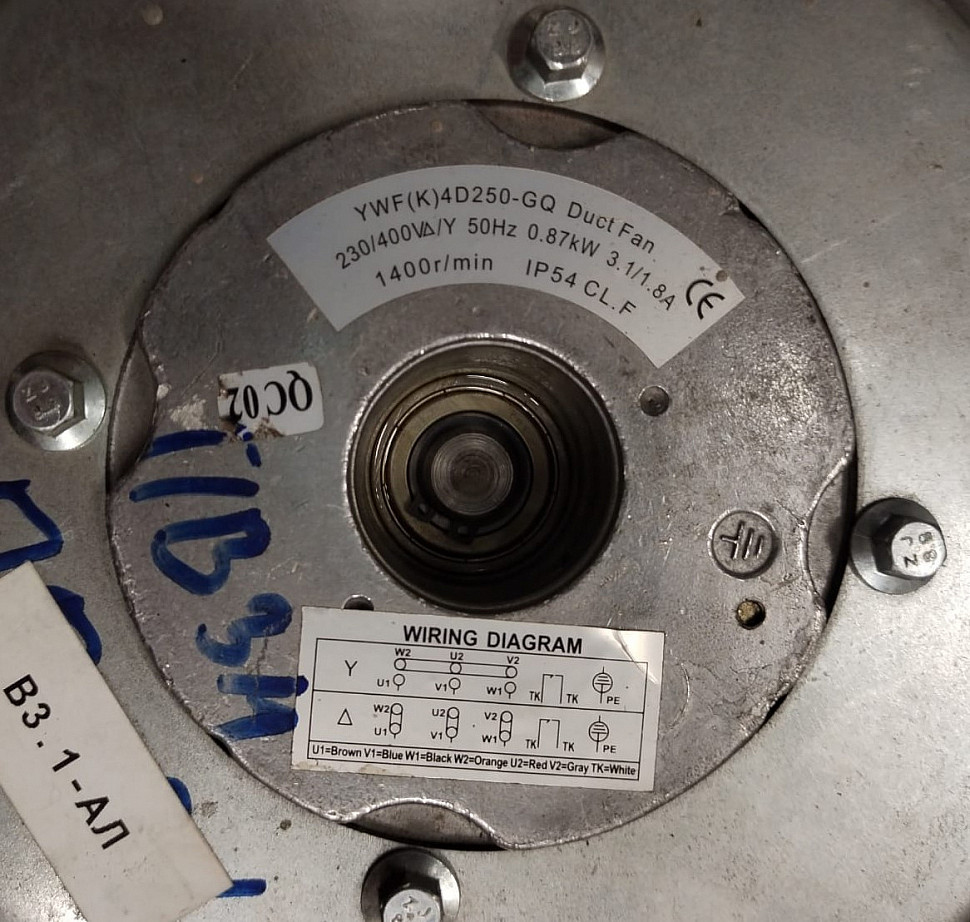 YWF(K)4D250-GQ Duct Fan
230/400VΔ/Y 50Hz 0.87kW 3.1/1.8A
1400r/min IP54 CL.F
CE
QC02
WIRING DIAGRAM
W2 U2 V2
Y
U1 V1 W1 TK TK PE
W2 U2 V2
Δ
U1 V1 W1 TK TK PE
U1=Brown V1=Blue W1=Black W2=Orange U2=Red V2=Gray TK=White
В3.1-АЛ